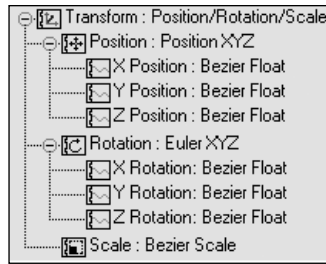 Transform : Position/Rotation/Scale
Position : Position XYZ
X Position : Bezier Float
Y Position : Bezier Float
Z Position : Bezier Float
Rotation : Euler XYZ
X Rotation: Bezier Float
Y Rotation: Bezier Float
Z Rotation: Bezier Float
Scale : Bezier Scale